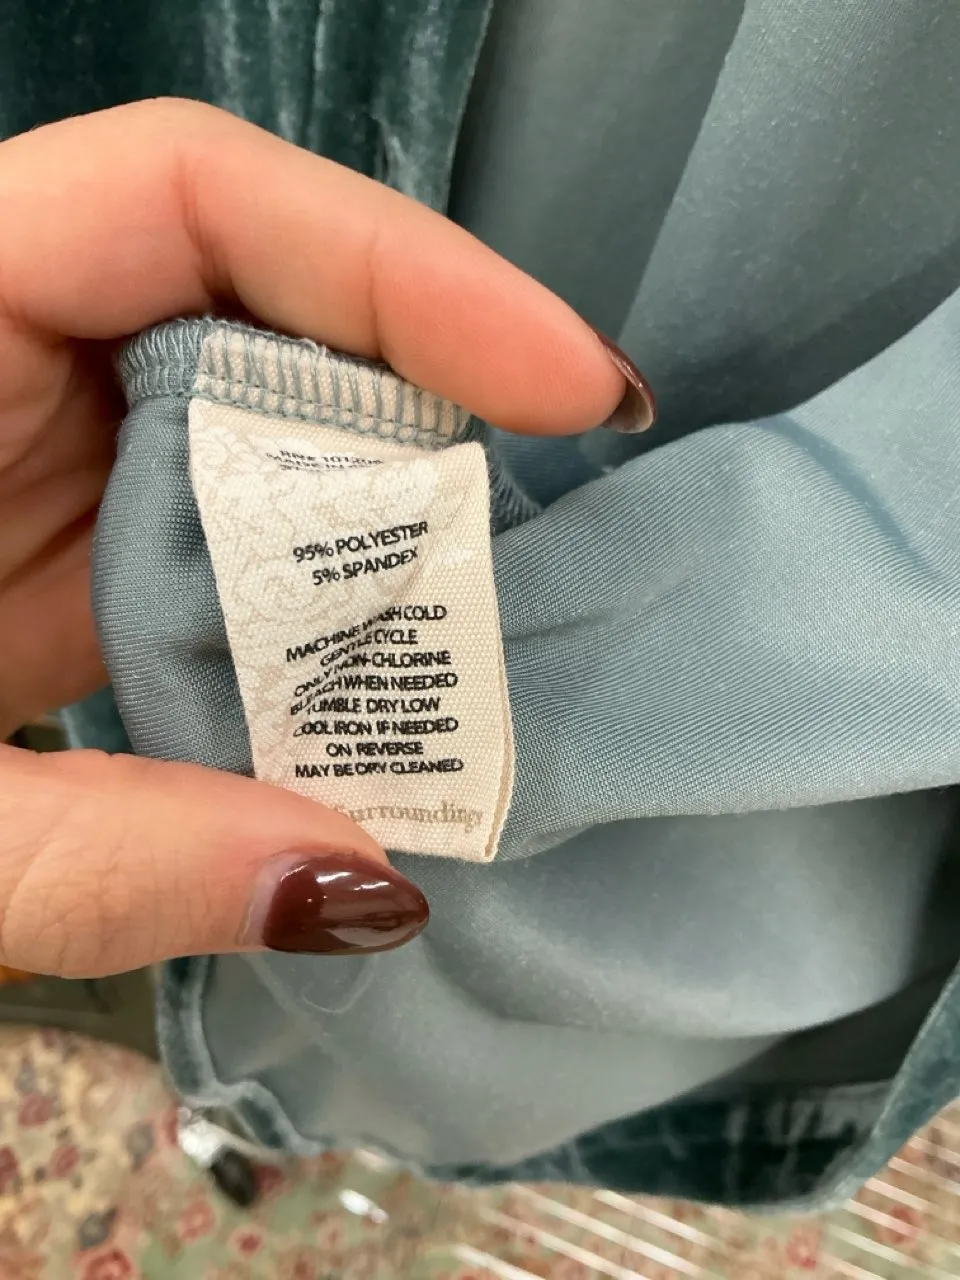 95% POLYESTER
5% SPANDEX
MACHINE WASH COLD
GENTLE CYCLE
ONLY NON-CHLORINE
BLEACH WHEN NEEDED
TUMBLE DRY LOW
COOL IRON IF NEEDED
ON REVERSE
MAY BE DRY CLEANED
Surroundings